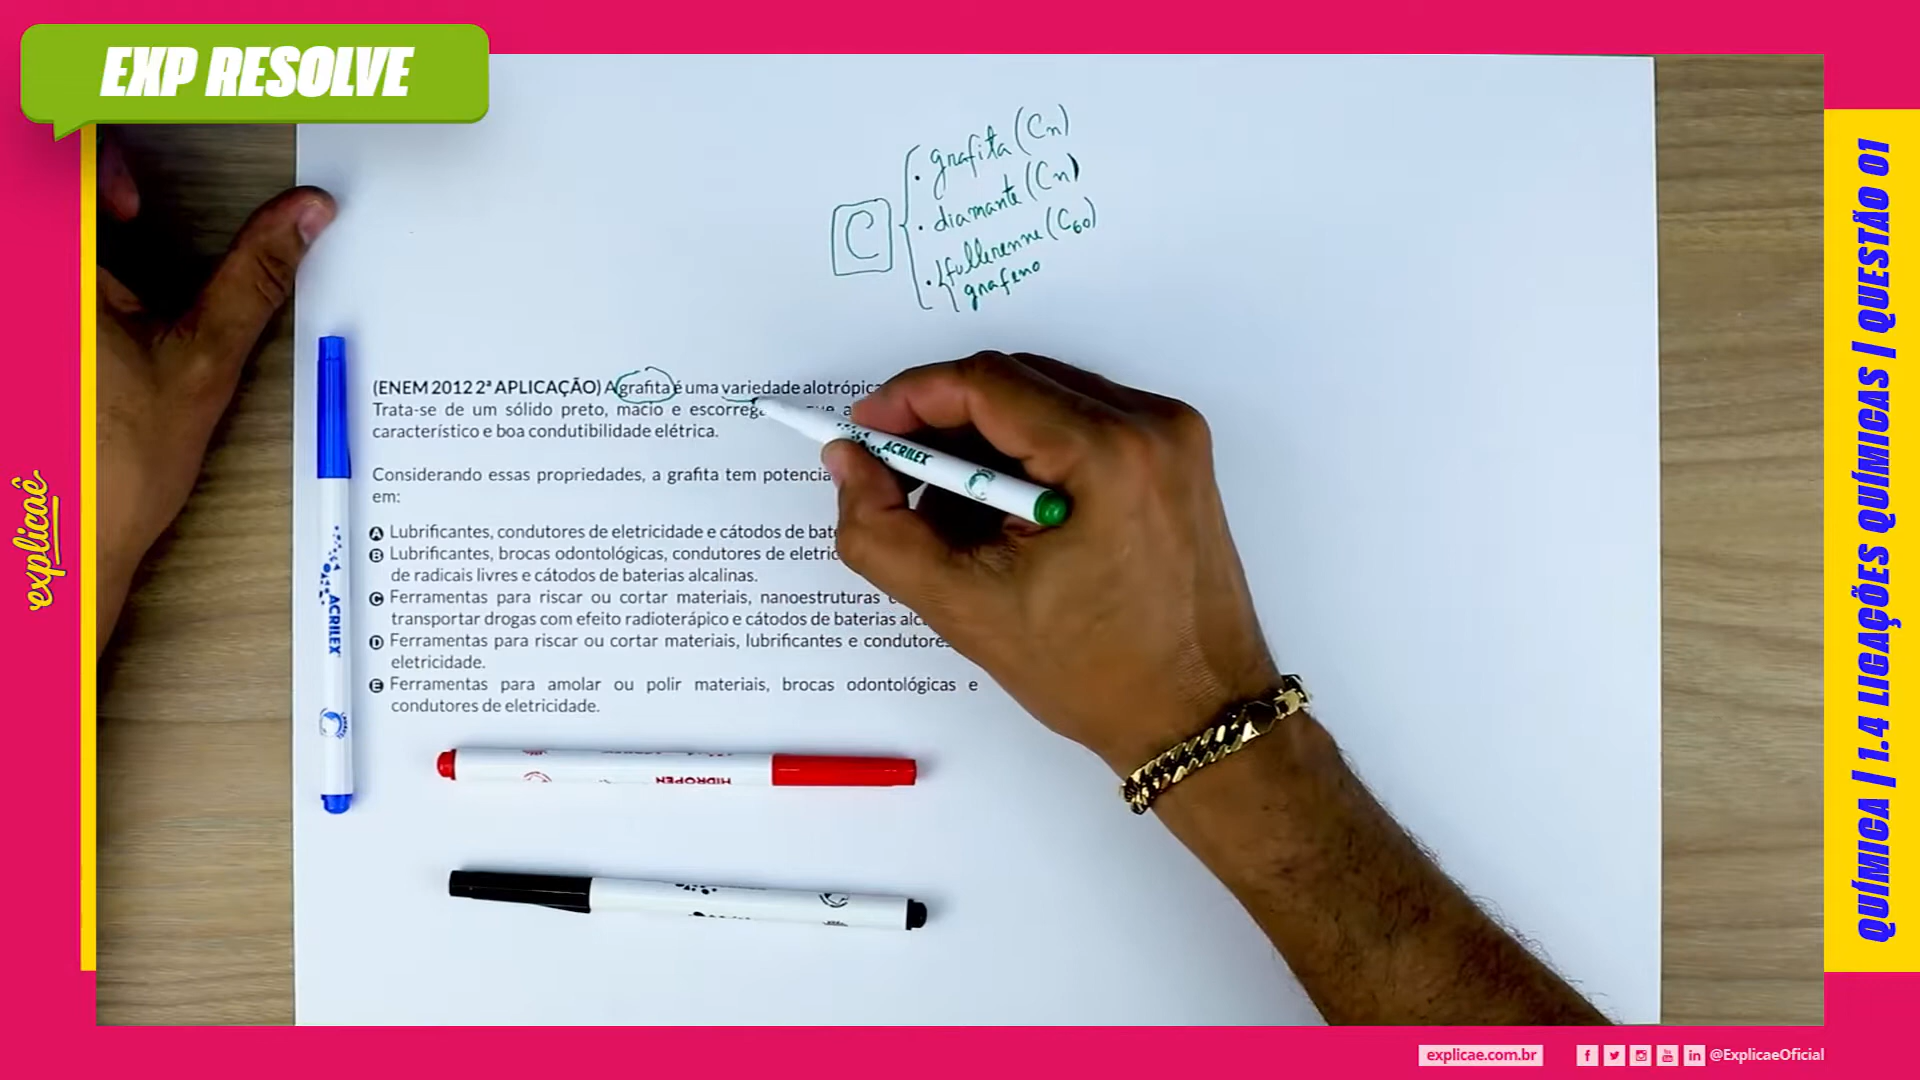 EXP RESOLVE
grafita (Cn)
diamante (Cn)
C
fullerenne (C60)
grafeno
(ENEM 2012 2ª APLICAÇÃO) A grafita é uma variedade alotrópica
Trata-se de um sólido preto, macio e
característico e boa condutibilidade elétrica.
Considerando essas propriedades, a grafita tem
em:
A Lubrificantes, condutores de eletricidade e cátodos de
B Lubrificantes, brocas odontológicas, condutores de
de radicais livres e cátodos de baterias alcalinas.
C Ferramentas para riscar ou cortar materiais, nanoestruturas
transportar drogas com efeito radioterápico e cátodos de baterias
D Ferramentas para riscar ou cortar materiais, lubrificantes e condutores
eletricidade.
E Ferramentas para amolar ou polir materiais, brocas odontológicas e
condutores de eletricidade.
ACRILEX
ACRILEX
HIDROPEN
explicaê
QUÍMICA | 1.4 LIGAÇÕES QUÍMICAS | QUESTÃO 01
explicae.com.br
@ExplicaeOficial